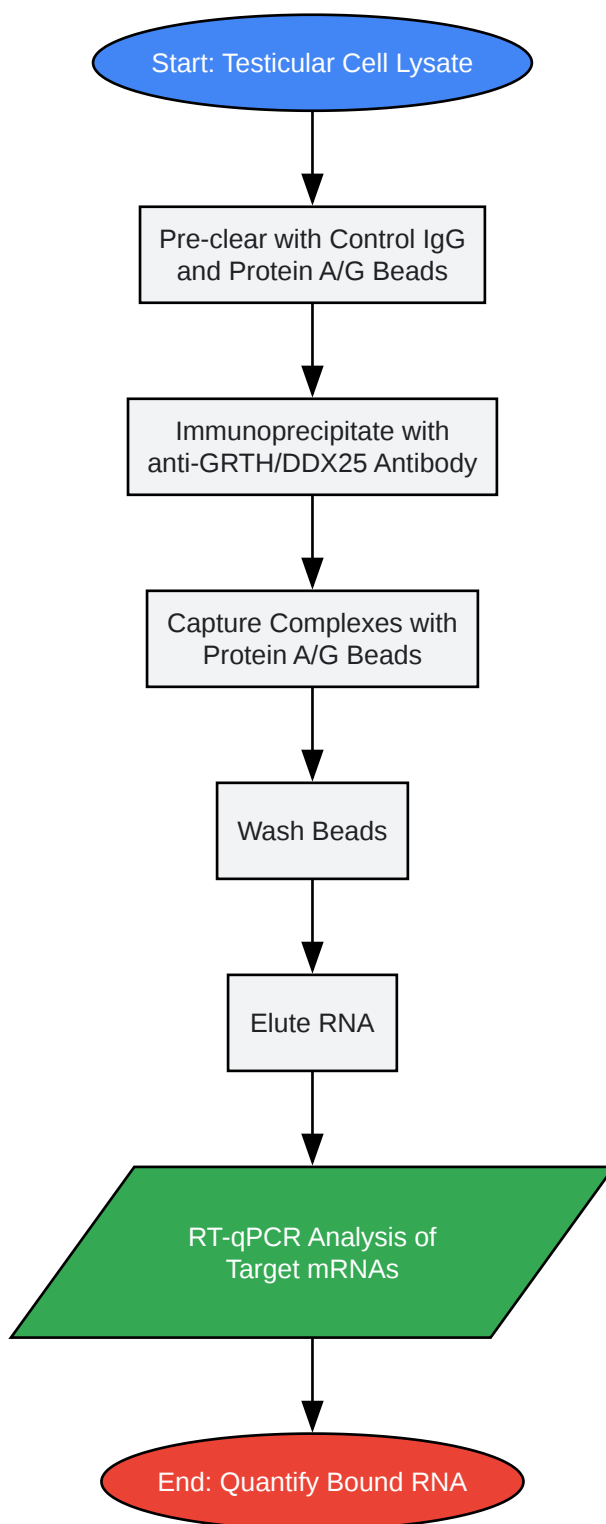 Start: Testicular Cell Lysate
Pre-clear with Control IgG
and Protein A/G Beads
Immunoprecipitate with
anti-GRTH/DDX25 Antibody
Capture Complexes with
Protein A/G Beads
Wash Beads
Elute RNA
RT-qPCR Analysis of
Target mRNAs
End: Quantify Bound RNA